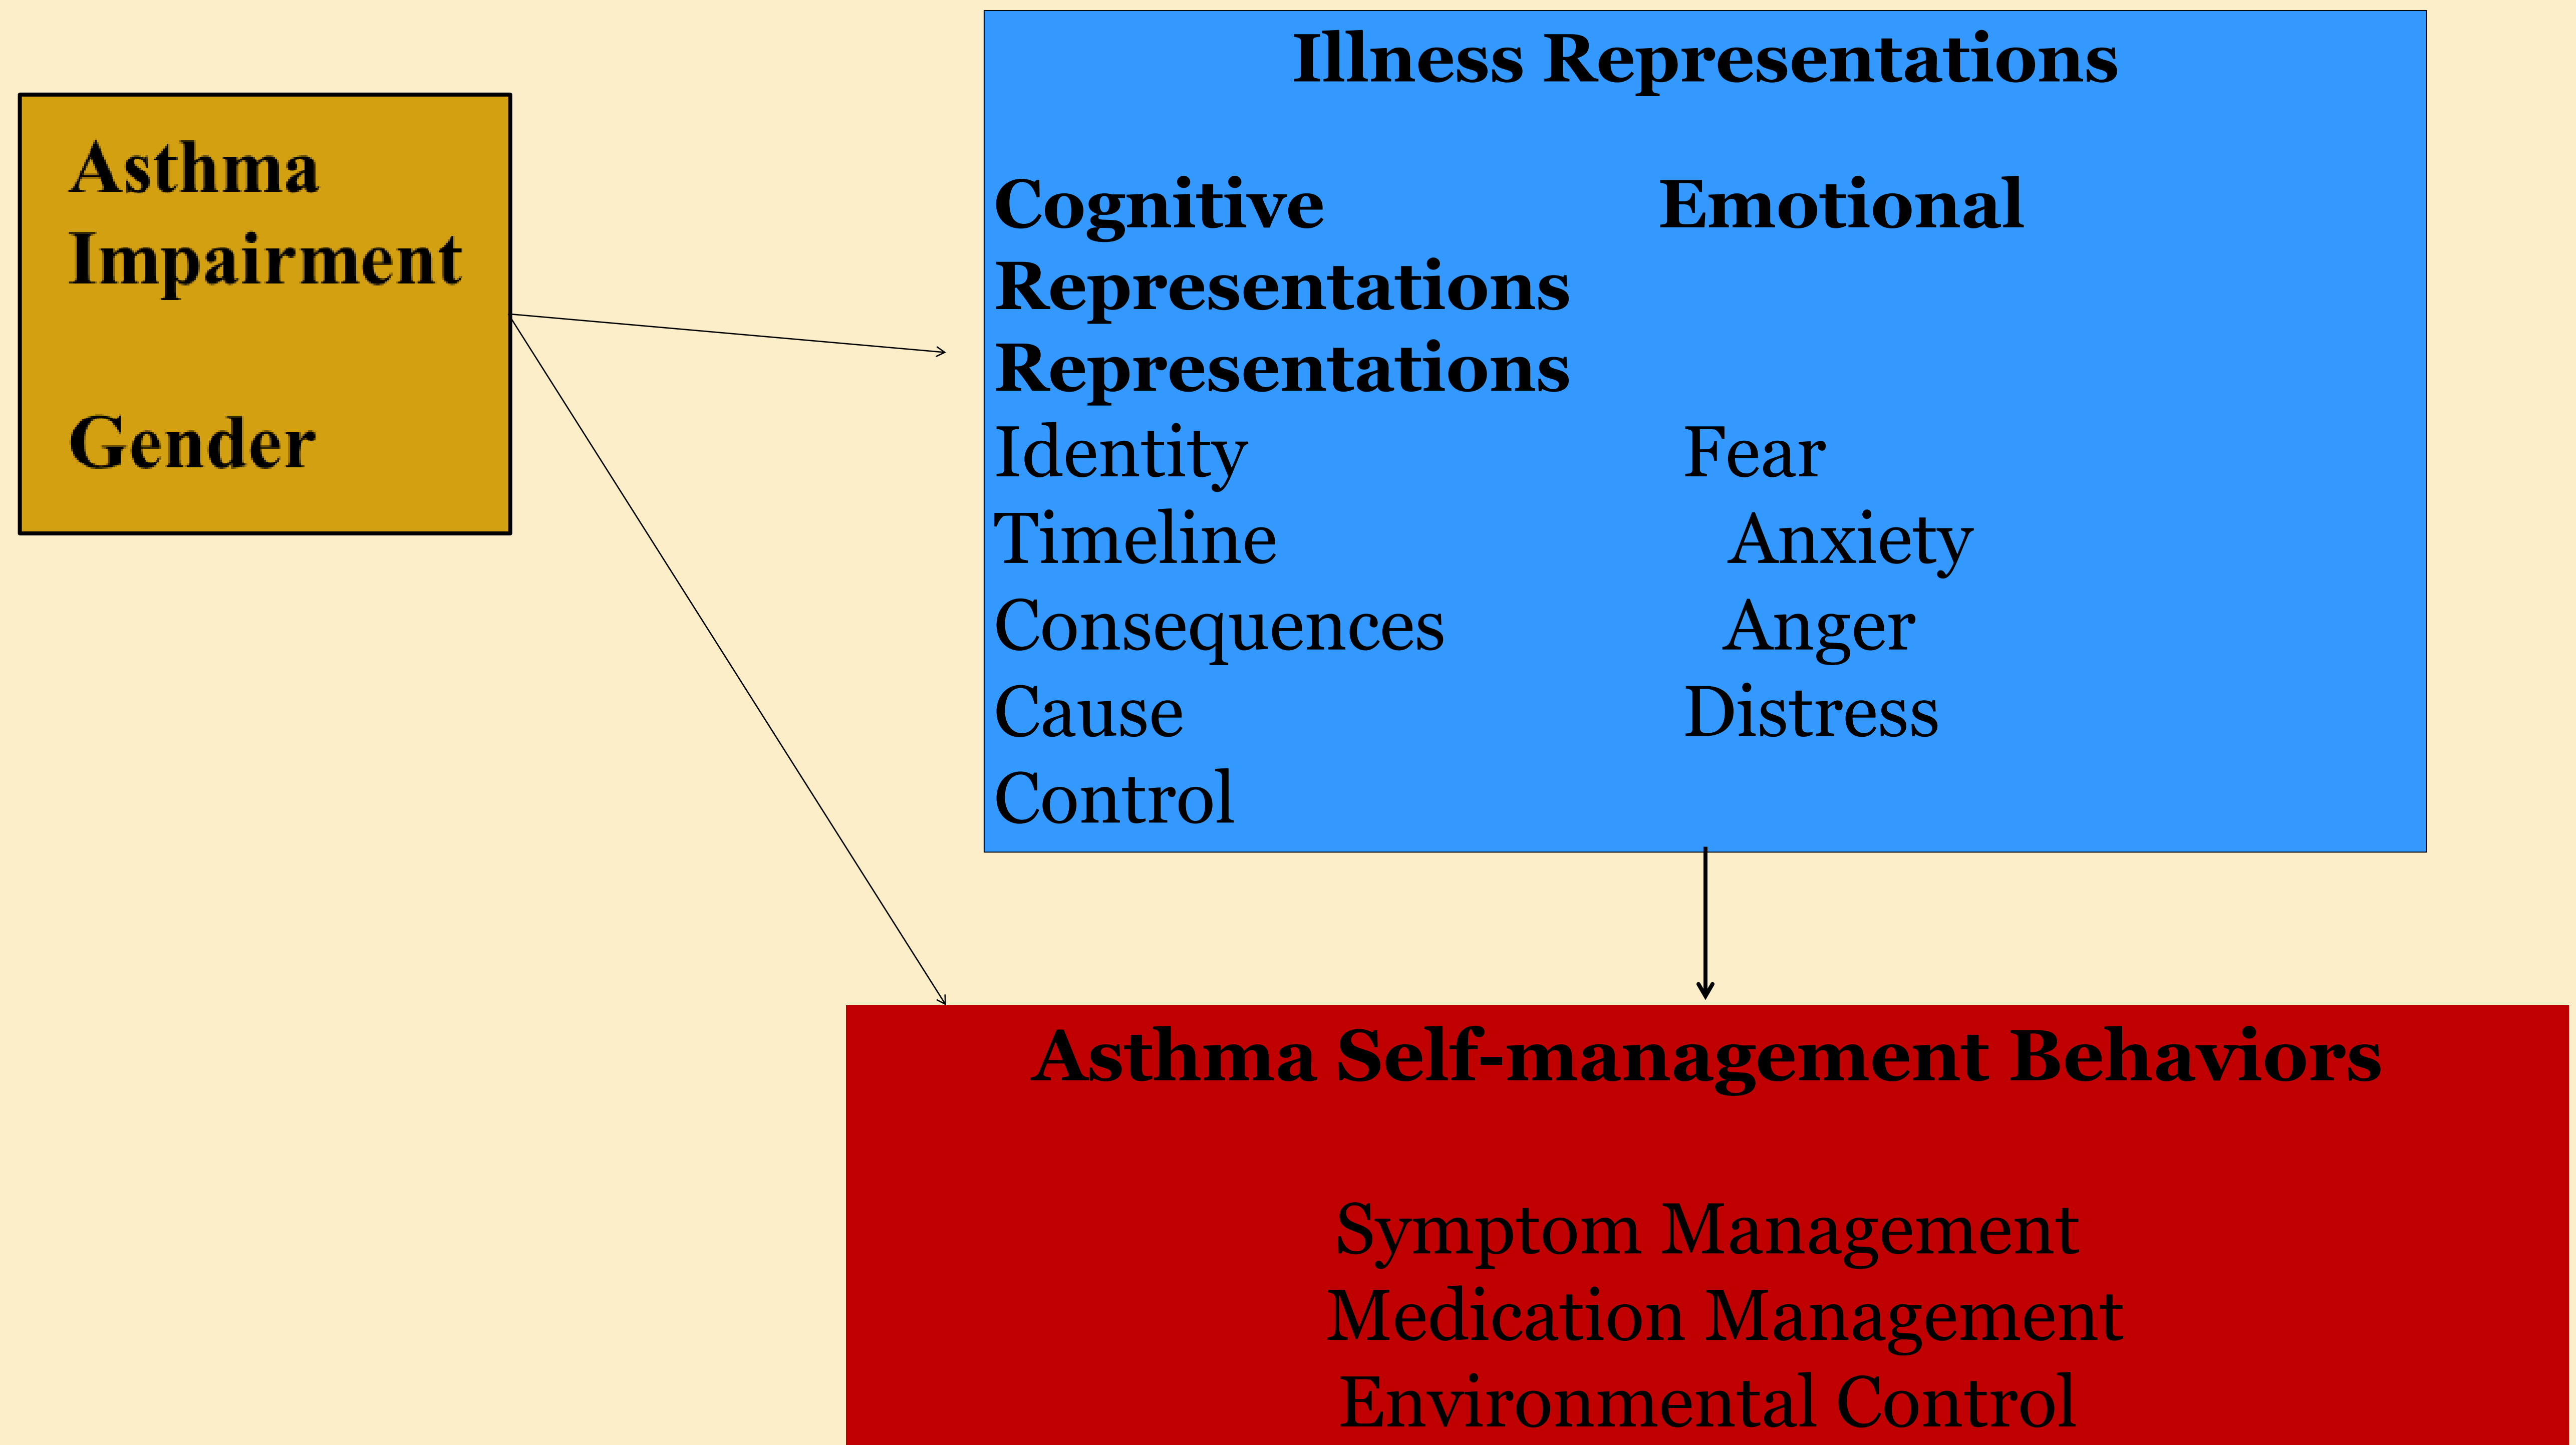 Asthma
Impairment
Gender
Illness Representations
Cognitive Emotional
Representations
Representations
Identity Fear
Timeline Anxiety
Consequences Anger
Cause Distress
Control
Asthma Self-management Behaviors
Symptom Management
Medication Management
Environmental Control